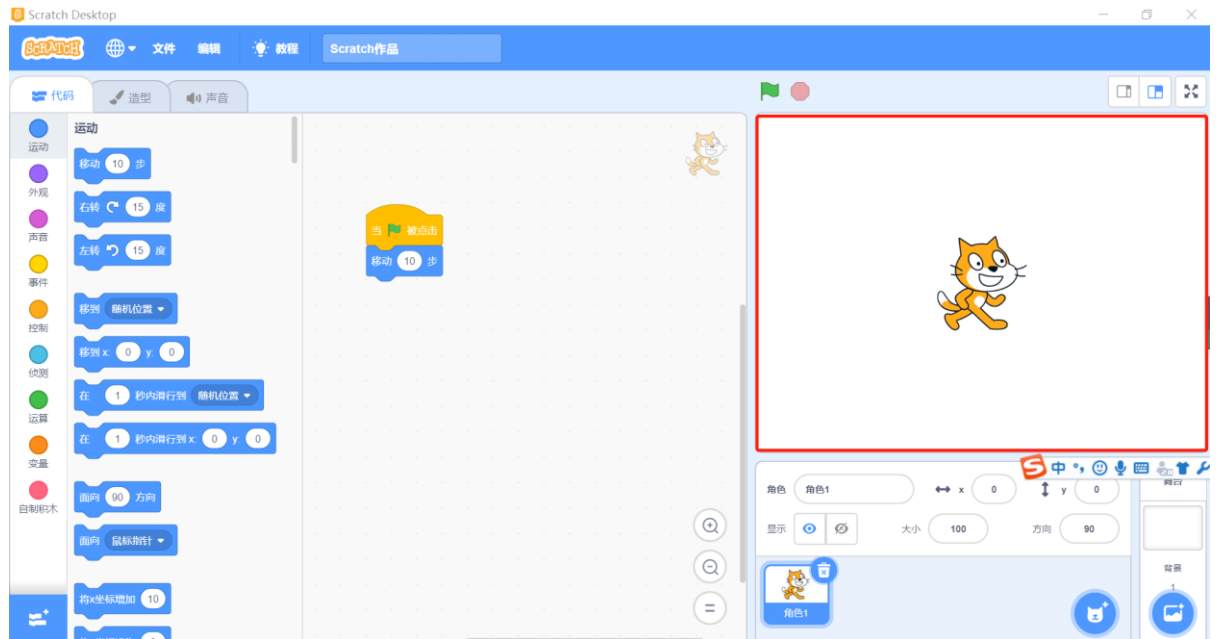 Scratch Desktop
SCRATCH 文件 编辑 教程 Scratch作品
代码 造型 声音
运动
外观
声音
事件
控制
侦测
运算
变量
自制积木
运动
移动 10 步
右转 15 度
左转 15 度
移到 随机位置
移到 x: 0 y: 0
在 1 秒内滑行到 随机位置
在 1 秒内滑行到 x: 0 y: 0
面向 90 方向
面向 鼠标指针
将x坐标增加 10
当 被点击
移动 10 步
中
角色 角色1 x 0 y 0
显示 大小 100 方向 90
角色1
舞台
背景
1